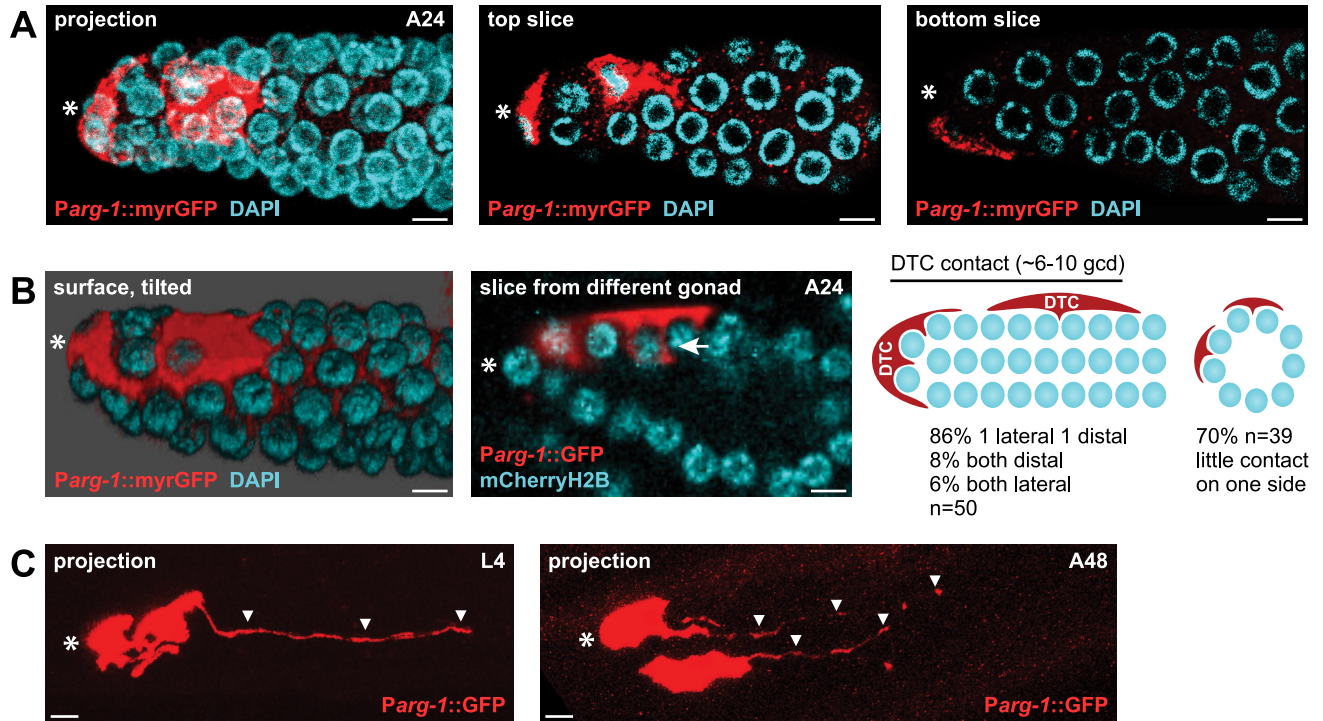 A
projection
A24
*
Parg-1::myrGFP DAPI
top slice
*
Parg-1::myrGFP DAPI
bottom slice
*
Parg-1::myrGFP DAPI
B
surface, tilted
*
Parg-1::myrGFP DAPI
slice from different gonad
A24
*
Parg-1::GFP
mCherryH2B
DTC contact (~6-10 gcd)
DTC
DTC
86% 1 lateral 1 distal
8% both distal
6% both lateral
n=50
70% n=39
little contact
on one side
C
projection
L4
*
Parg-1::GFP
projection
A48
*
Parg-1::GFP